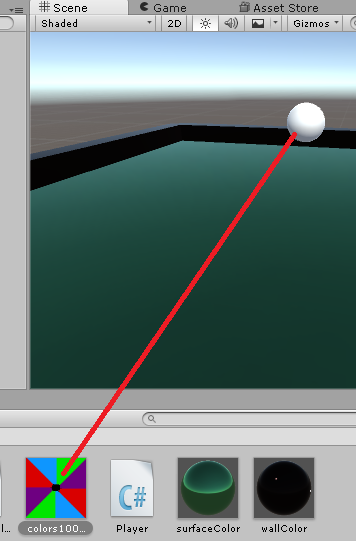 Scene Game Asset Store
Shaded 2D Gizmos
l...
colors100... Player surfaceColor wallColor
C#